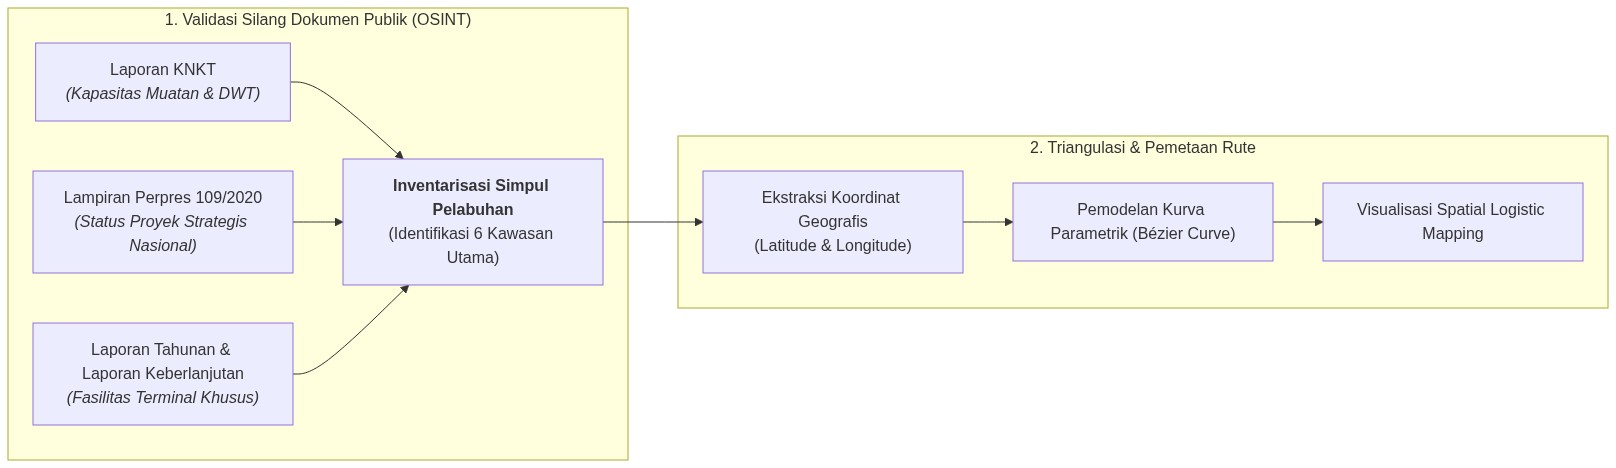 1. Validasi Silang Dokumen Publik (OSINT)
Laporan KNKT
(Kapasitas Muatan & DWT)
Lampiran Perpres 109/2020
(Status Proyek Strategis
Nasional)
Laporan Tahunan &
Laporan Keberlanjutan
(Fasilitas Terminal Khusus)
Inventarisasi Simpul
Pelabuhan
(Identifikasi 6 Kawasan
Utama)
2. Triangulasi & Pemetaan Rute
Ekstraksi Koordinat
Geografis
(Latitude & Longitude)
Pemodelan Kurva
Parametrik (Bézier Curve)
Visualisasi Spatial Logistic
Mapping